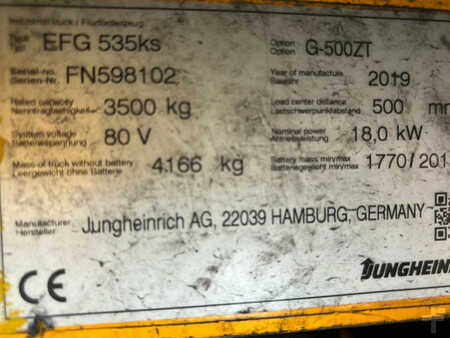 Industrial truck / Flurförderzeug
Type
Typ EFG 535ks Option
Option G-500ZT
Serial-no.
Serien-Nr. FN598102 Year of manufacture
Baujahr 2019
Rated capacity
Nenntragfähigkeit 3500 kg Load center distance
Lastschwerpunktabstand 500 mm
System voltage
Batteriespannung 80 V Nominal power
Antriebsleistung 18,0 kW
Mass of truck without battery
Leergewicht ohne Batterie 4166 kg Battery mass min/max
Batteriegewicht min/max 1770/201
Manufacturer
Hersteller Jungheinrich AG, 22039 HAMBURG, GERMANY
CE JUNGHEIN